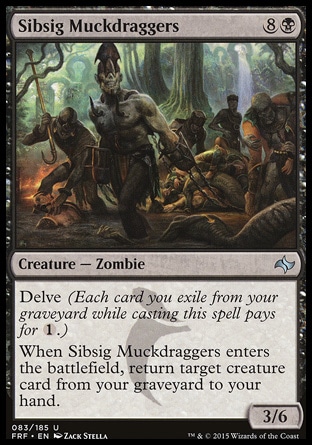 Sibsig Muckdraggers 8
Creature — Zombie
Delve (Each card you exile from your
graveyard while casting this spell pays
for 1.)
When Sibsig Muckdraggers enters
the battlefield, return target creature
card from your graveyard to your
hand.
3/6
083/185 U
FRF • EN Zack Stella
™ & © 2015 Wizards of the Coast